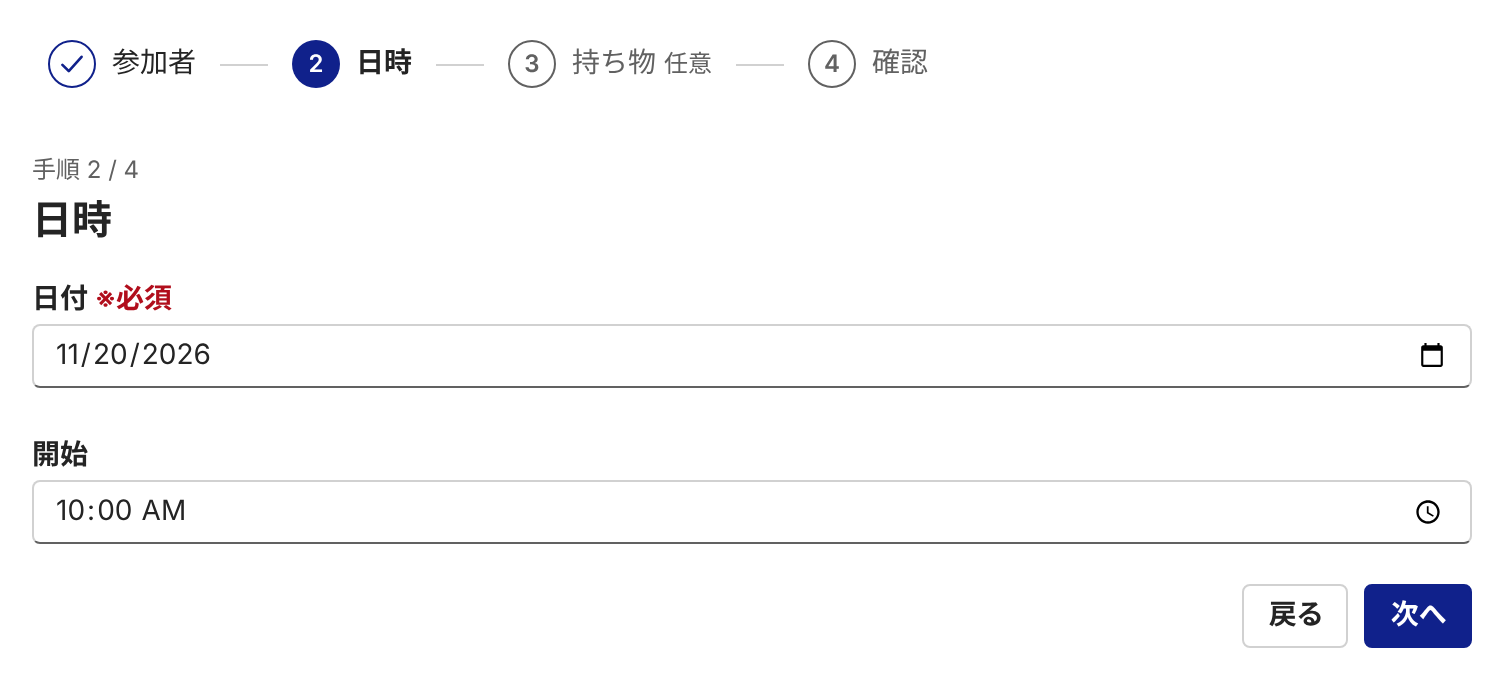 参加者 2 日時 3 持ち物 任意 4 確認
手順 2 / 4
日時
日付 ※必須
11/20/2026
開始
10:00 AM
戻る 次へ